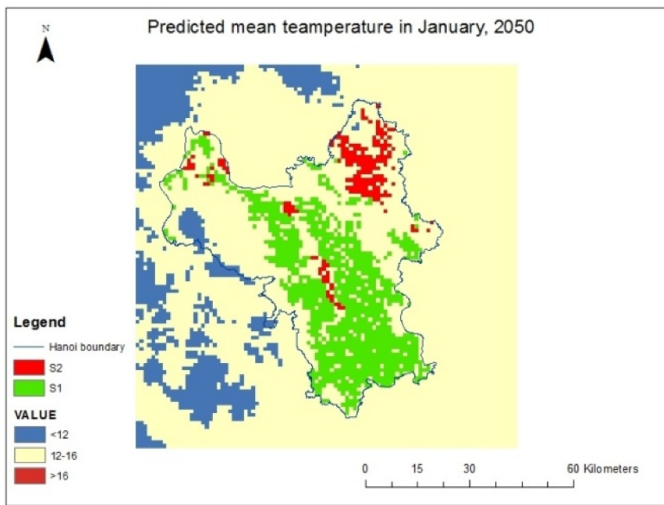 Predicted mean teamperature in January, 2050
N
Legend
Hanoi boundary
S2
S1
VALUE
<12
12-16
>16
0 15 30 60 Kilometers